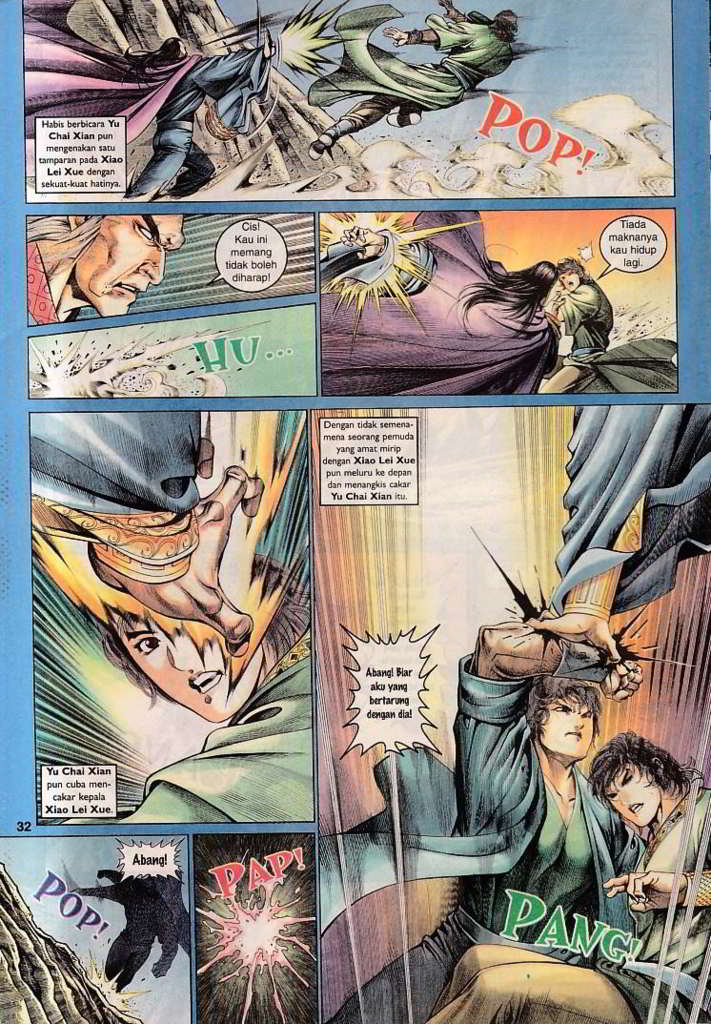 Habis berbicara Yu
Chai Xian pun
mengenakan satu
tamparan pada Xiao
Lei Xue dengan
sekuat-kuat hatinya.
POP!
Cis!
Kau ini
memang
tidak boleh
diharap!
Tiada
maknanya
kau hidup
lagi.
HU...
Yu Chai Xian
pun cuba men-
cakar kepala
Xiao Lei Xue.
Dengan tidak semena-
mena seorang pemuda
yang amat mirip
dengan Xiao Lei Xue
pun meluru ke depan
dan menangkis cakar
Yu Chai Xian itu.
Abang! Biar
aku yang
bertarung
dengan dia!
PANG!
32
POP!
Abang!
PAP!